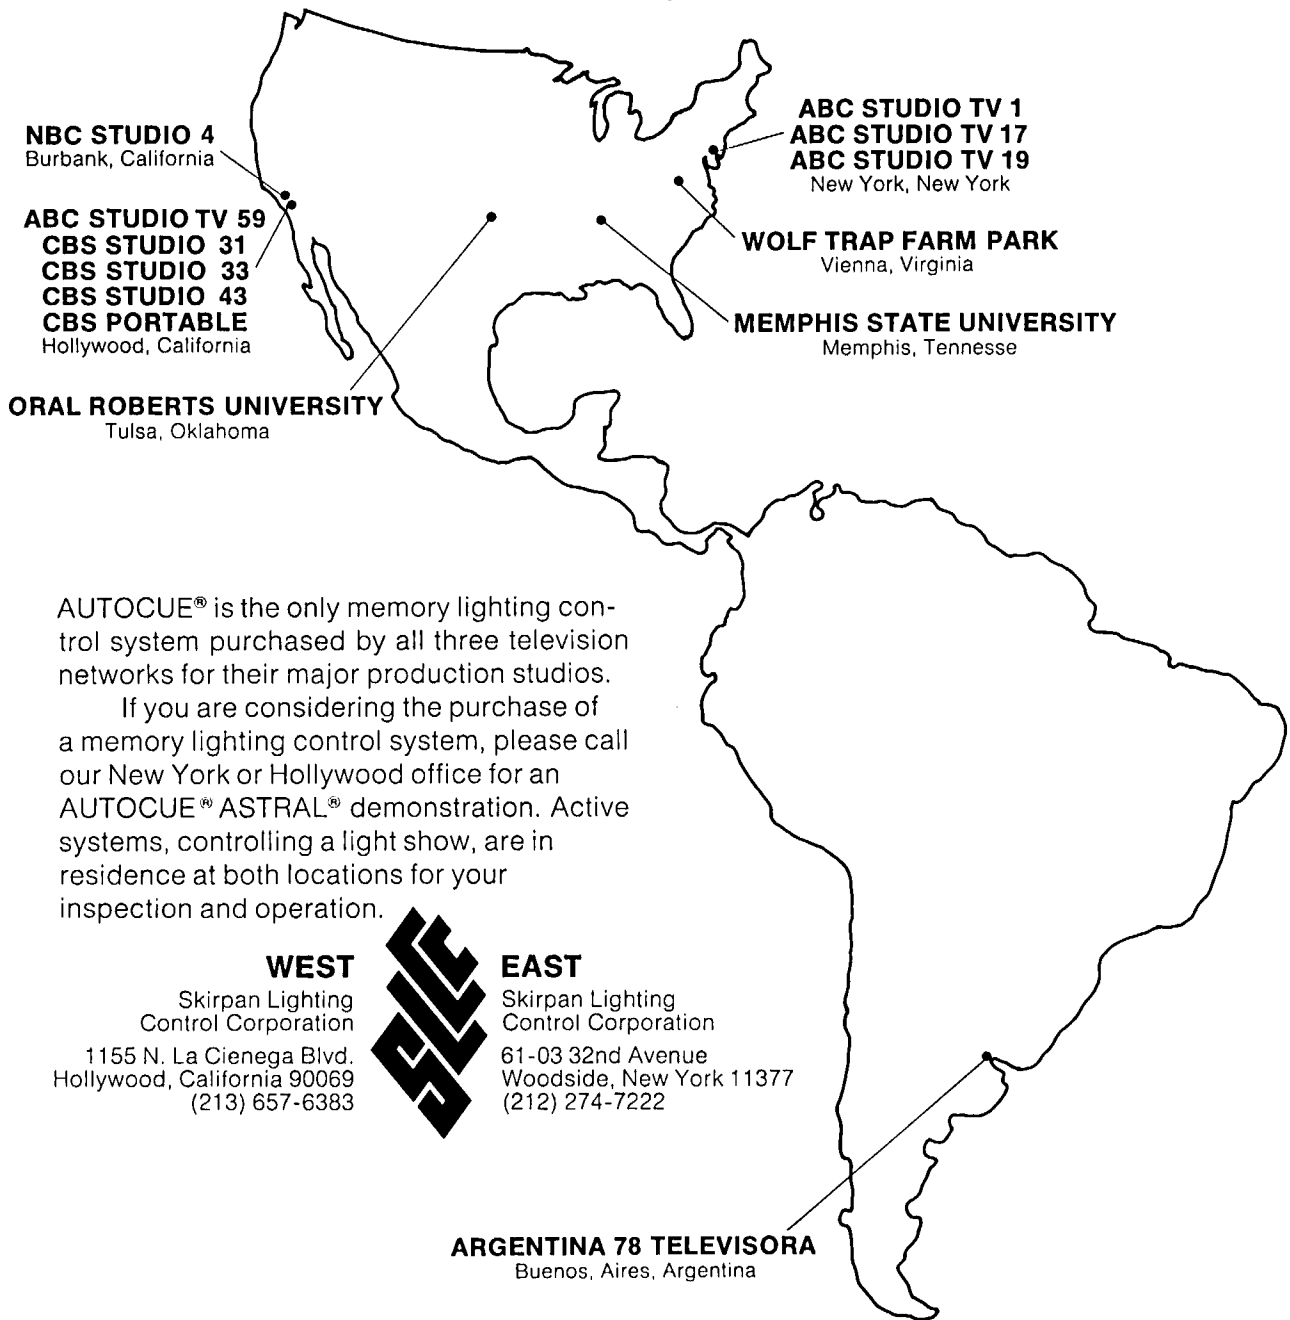 NBC STUDIO 4
Burbank, California
ABC STUDIO TV 59
CBS STUDIO 31
CBS STUDIO 33
CBS STUDIO 43
CBS PORTABLE
Hollywood, California
ORAL ROBERTS UNIVERSITY
Tulsa, Oklahoma
ABC STUDIO TV 1
ABC STUDIO TV 17
ABC STUDIO TV 19
New York, New York
WOLF TRAP FARM PARK
Vienna, Virginia
MEMPHIS STATE UNIVERSITY
Memphis, Tennesse
AUTOCUE® is the only memory lighting con-
trol system purchased by all three television
networks for their major production studios.
If you are considering the purchase of
a memory lighting control system, please call
our New York or Hollywood office for an
AUTOCUE® ASTRAL® demonstration. Active
systems, controlling a light show, are in
residence at both locations for your
inspection and operation.
WEST
Skirpan Lighting
Control Corporation
1155 N. La Cienega Blvd.
Hollywood, California 90069
(213) 657-6383
SLCC
EAST
Skirpan Lighting
Control Corporation
61-03 32nd Avenue
Woodside, New York 11377
(212) 274-7222
ARGENTINA 78 TELEVISORA
Buenos, Aires, Argentina